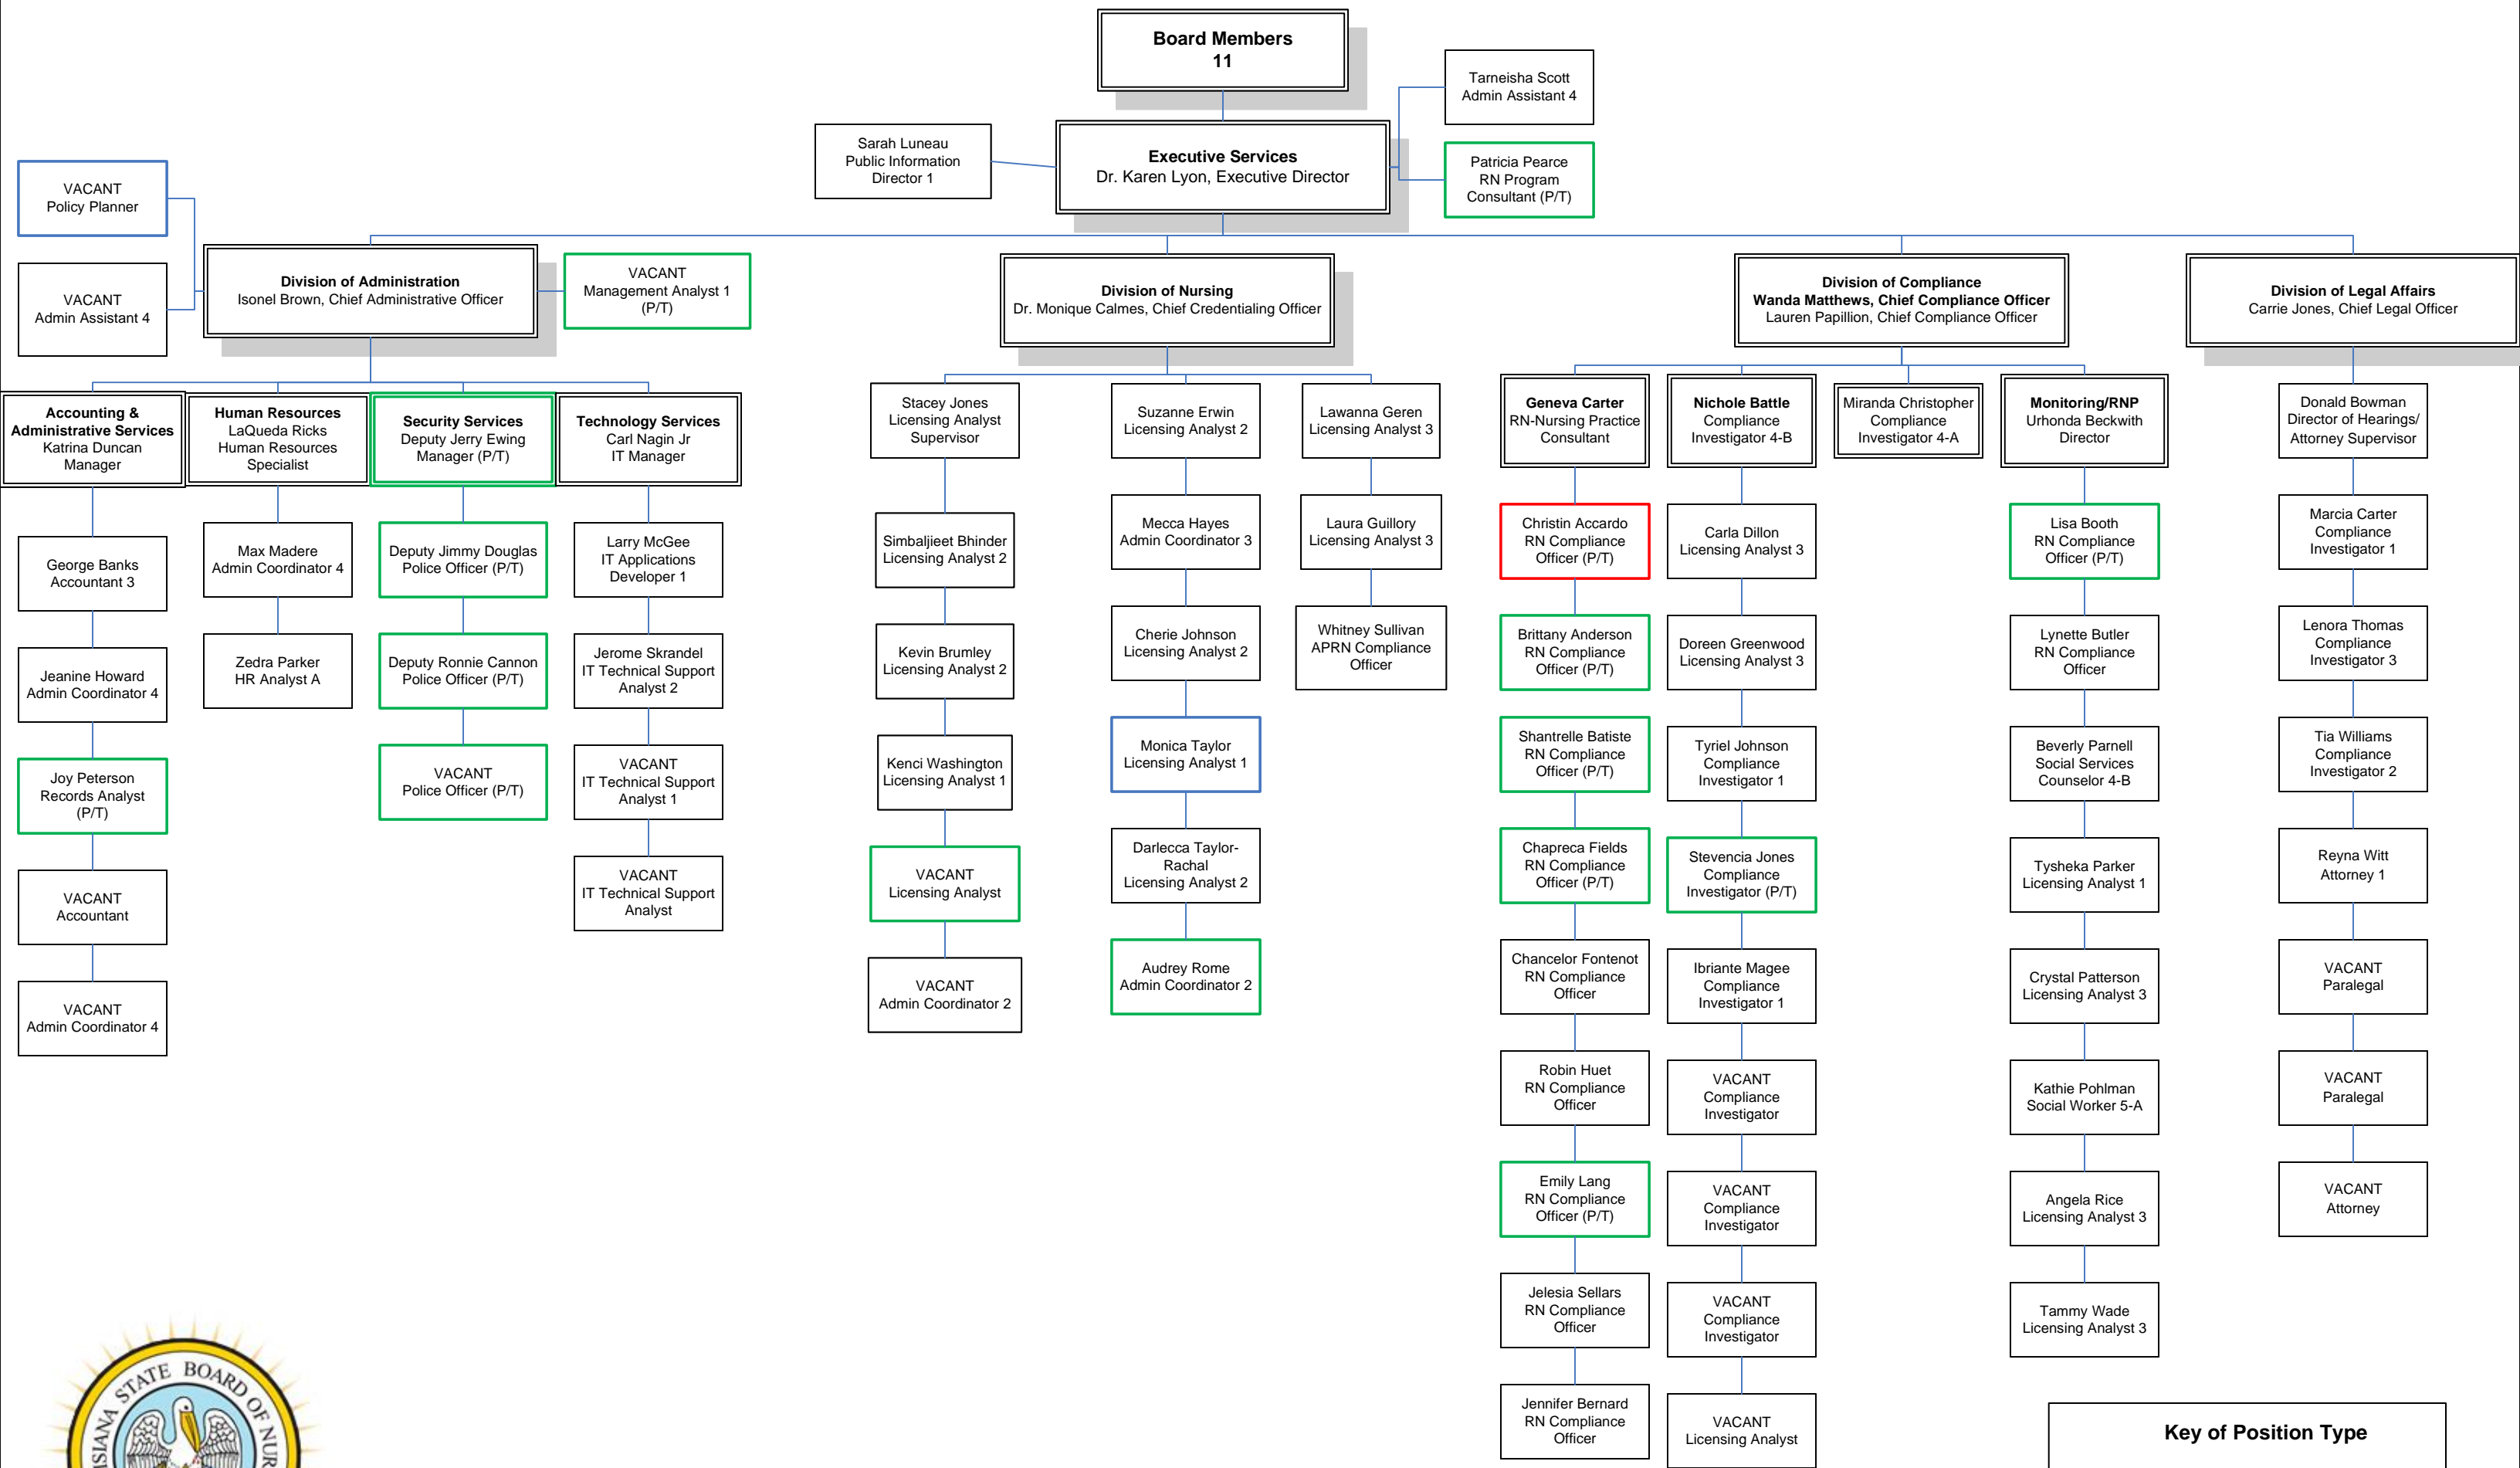 Board Members
11
Tarneisha Scott
Admin Assistant 4
Sarah Luneau
Public Information
Director 1
Executive Services
Dr. Karen Lyon, Executive Director
Patricia Pearce
RN Program
Consultant (P/T)
VACANT
Policy Planner
VACANT
Admin Assistant 4
Division of Administration
Isonel Brown, Chief Administrative Officer
VACANT
Management Analyst 1
(P/T)
Division of Nursing
Dr. Monique Calmes, Chief Credentialing Officer
Division of Compliance
Wanda Matthews, Chief Compliance Officer
Lauren Papillion, Chief Compliance Officer
Division of Legal Affairs
Carrie Jones, Chief Legal Officer
Accounting &
Administrative Services
Katrina Duncan
Manager
George Banks
Accountant 3
Jeanine Howard
Admin Coordinator 4
Joy Peterson
Records Analyst
(P/T)
VACANT
Accountant
VACANT
Admin Coordinator 4
Human Resources
LaQueda Ricks
Human Resources
Specialist
Max Madere
Admin Coordinator 4
Zedra Parker
HR Analyst A
Security Services
Deputy Jerry Ewing
Manager (P/T)
Deputy Jimmy Douglas
Police Officer (P/T)
Deputy Ronnie Cannon
Police Officer (P/T)
VACANT
Police Officer (P/T)
Technology Services
Carl Nagin Jr
IT Manager
Larry McGee
IT Applications
Developer 1
Jerome Skrandel
IT Technical Support
Analyst 2
VACANT
IT Technical Support
Analyst 1
VACANT
IT Technical Support
Analyst
Stacey Jones
Licensing Analyst
Supervisor
Simbaljieet Bhinder
Licensing Analyst 2
Kevin Brumley
Licensing Analyst 2
Kenci Washington
Licensing Analyst 1
VACANT
Licensing Analyst
VACANT
Admin Coordinator 2
Suzanne Erwin
Licensing Analyst 2
Mecca Hayes
Admin Coordinator 3
Cherie Johnson
Licensing Analyst 2
Monica Taylor
Licensing Analyst 1
Darlecca Taylor-
Rachal
Licensing Analyst 2
Audrey Rome
Admin Coordinator 2
Lawanna Geren
Licensing Analyst 3
Laura Guillory
Licensing Analyst 3
Whitney Sullivan
APRN Compliance
Officer
Geneva Carter
RN-Nursing Practice
Consultant
Christin Accardo
RN Compliance
Officer (P/T)
Brittany Anderson
RN Compliance
Officer (P/T)
Shantrelle Batiste
RN Compliance
Officer (P/T)
Chapreca Fields
RN Compliance
Officer (P/T)
Chancelor Fontenot
RN Compliance
Officer
Robin Huet
RN Compliance
Officer
Emily Lang
RN Compliance
Officer (P/T)
Jelesia Sellars
RN Compliance
Officer
Jennifer Bernard
RN Compliance
Officer
Nichole Battle
Compliance
Investigator 4-B
Carla Dillon
Licensing Analyst 3
Doreen Greenwood
Licensing Analyst 3
Tyriel Johnson
Compliance
Investigator 1
Stevencia Jones
Compliance
Investigator (P/T)
Ibriante Magee
Compliance
Investigator 1
VACANT
Compliance
Investigator
VACANT
Compliance
Investigator
VACANT
Compliance
Investigator
VACANT
Licensing Analyst
Miranda Christopher
Compliance
Investigator 4-A
Monitoring/RNP
Urhonda Beckwith
Director
Lisa Booth
RN Compliance
Officer (P/T)
Lynette Butler
RN Compliance
Officer
Beverly Parnell
Social Services
Counselor 4-B
Tysheka Parker
Licensing Analyst 1
Crystal Patterson
Licensing Analyst 3
Kathie Pohlman
Social Worker 5-A
Angela Rice
Licensing Analyst 3
Tammy Wade
Licensing Analyst 3
Donald Bowman
Director of Hearings/
Attorney Supervisor
Marcia Carter
Compliance
Investigator 1
Lenora Thomas
Compliance
Investigator 3
Tia Williams
Compliance
Investigator 2
Reyna Witt
Attorney 1
VACANT
Paralegal
VACANT
Paralegal
VACANT
Attorney
STATE BOARD OF
Key of Position Type